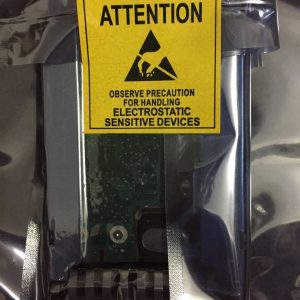 ATTENTION
OBSERVE PRECAUTION
FOR HANDLING
ELECTROSTATIC
SENSITIVE DEVICES